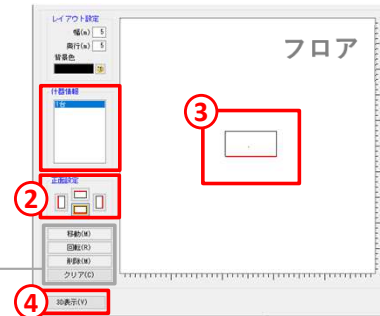 レイアウト設定
幅(m) 5
奥行(m) 5
背景色
什器情報
1台
正面設定
②
移動(M)
回転(R)
削除(M)
クリア(C)
④
3D表示(V)
フロア
③